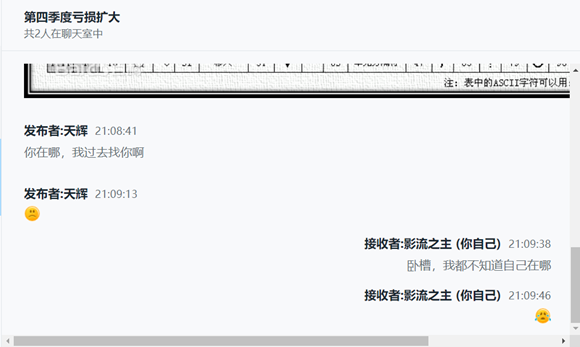 第四季度亏损扩大
共2人在聊天室中
注: 表中的ASCII字符可以用:
发布者:天辉 21:08:41
你在哪，我过去找你啊
发布者:天辉 21:09:13
接收者:影流之主 (你自己) 21:09:38
卧槽，我都不知道自己在哪
接收者:影流之主 (你自己) 21:09:46